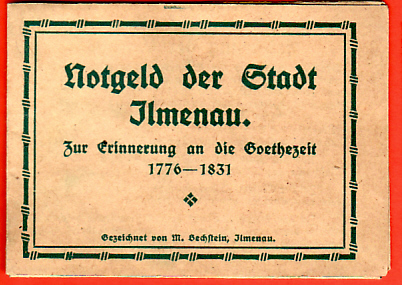 Notgeld der Stadt
Ilmenau.
Zur Erinnerung an die Goethezeit
1776—1831
Gezeichnet von M. Bechstein, Ilmenau.